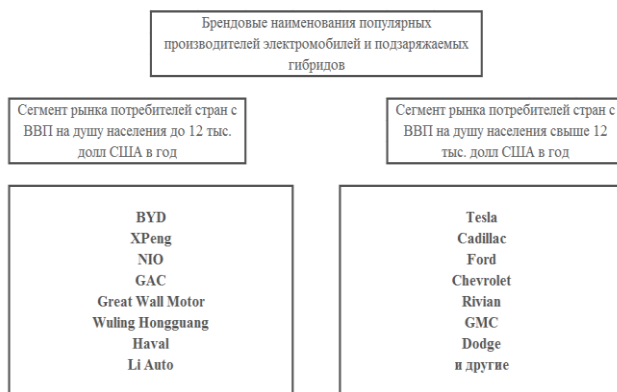 Брендовые наименования популярных
производителей электромобилей и подзаряжаемых
гибридов
Сегмент рынка потребителей стран с
ВВП на душу населения до 12 тыс.
долл США в год
Сегмент рынка потребителей стран с
ВВП на душу населения свыше 12
тыс. долл США в год
BYD
XPeng
NIO
GAC
Great Wall Motor
Wuling Hongguang
Haval
Li Auto
Tesla
Cadillac
Ford
Chevrolet
Rivian
GMC
Dodge
и другие